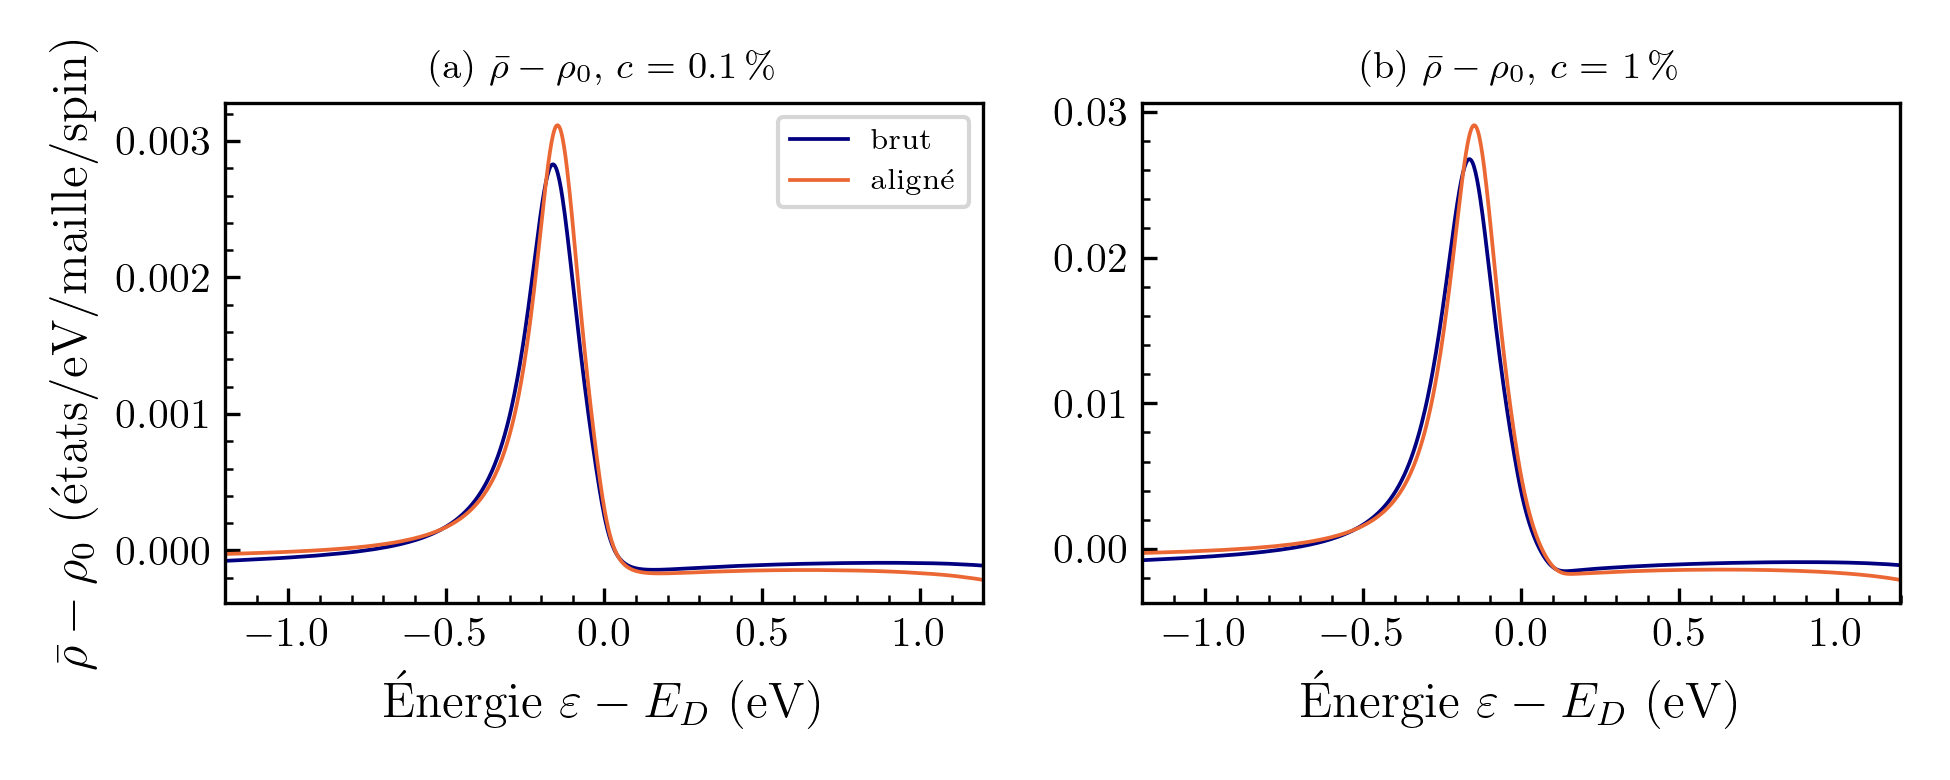 (a) ρ̄ − ρ₀, c = 0.1 %
ρ̄ − ρ₀ (états/eV/maille/spin)
0.003
0.002
0.001
0.000
brut
aligné
−1.0 −0.5 0.0 0.5 1.0
Énergie ε − E_D (eV)
(b) ρ̄ − ρ₀, c = 1 %
0.03
0.02
0.01
0.00
−1.0 −0.5 0.0 0.5 1.0
Énergie ε − E_D (eV)